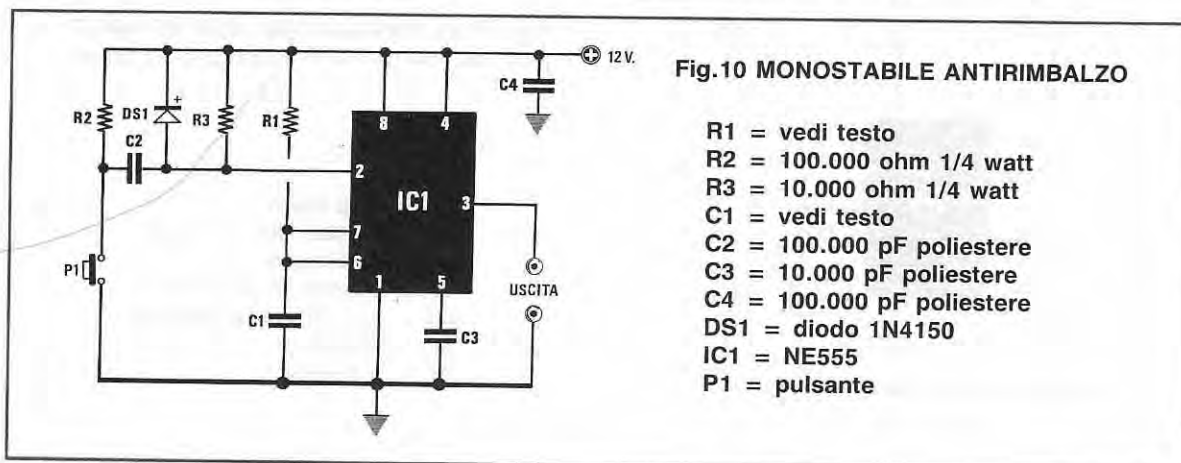 12 V.
C4
R2
DS1
+
R3
R1
C2
8
4
2
IC1
3
7
6
1
5
P1
C1
C3
USCITA
Fig.10 MONOSTABILE ANTIRIMBALZO
R1 = vedi testo
R2 = 100.000 ohm 1/4 watt
R3 = 10.000 ohm 1/4 watt
C1 = vedi testo
C2 = 100.000 pF poliestere
C3 = 10.000 pF poliestere
C4 = 100.000 pF poliestere
DS1 = diodo 1N4150
IC1 = NE555
P1 = pulsante